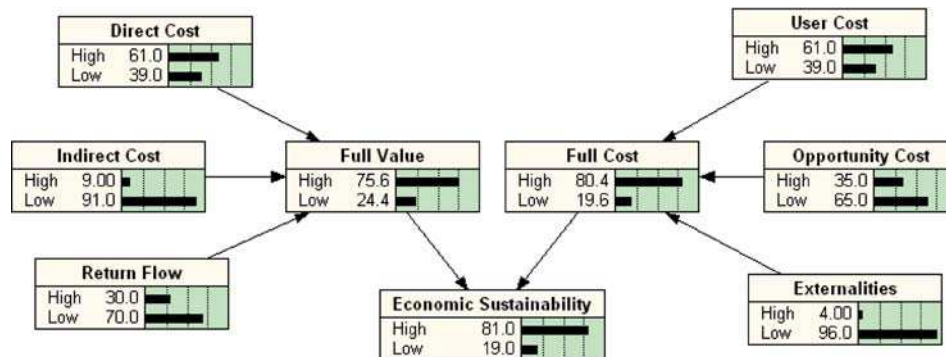 Direct Cost
High 61.0
Low 39.0
User Cost
High 61.0
Low 39.0
Indirect Cost
High 9.00
Low 91.0
Full Value
High 75.6
Low 24.4
Full Cost
High 80.4
Low 19.6
Opportunity Cost
High 35.0
Low 65.0
Return Flow
High 30.0
Low 70.0
Economic Sustainability
High 81.0
Low 19.0
Externalities
High 4.00
Low 96.0